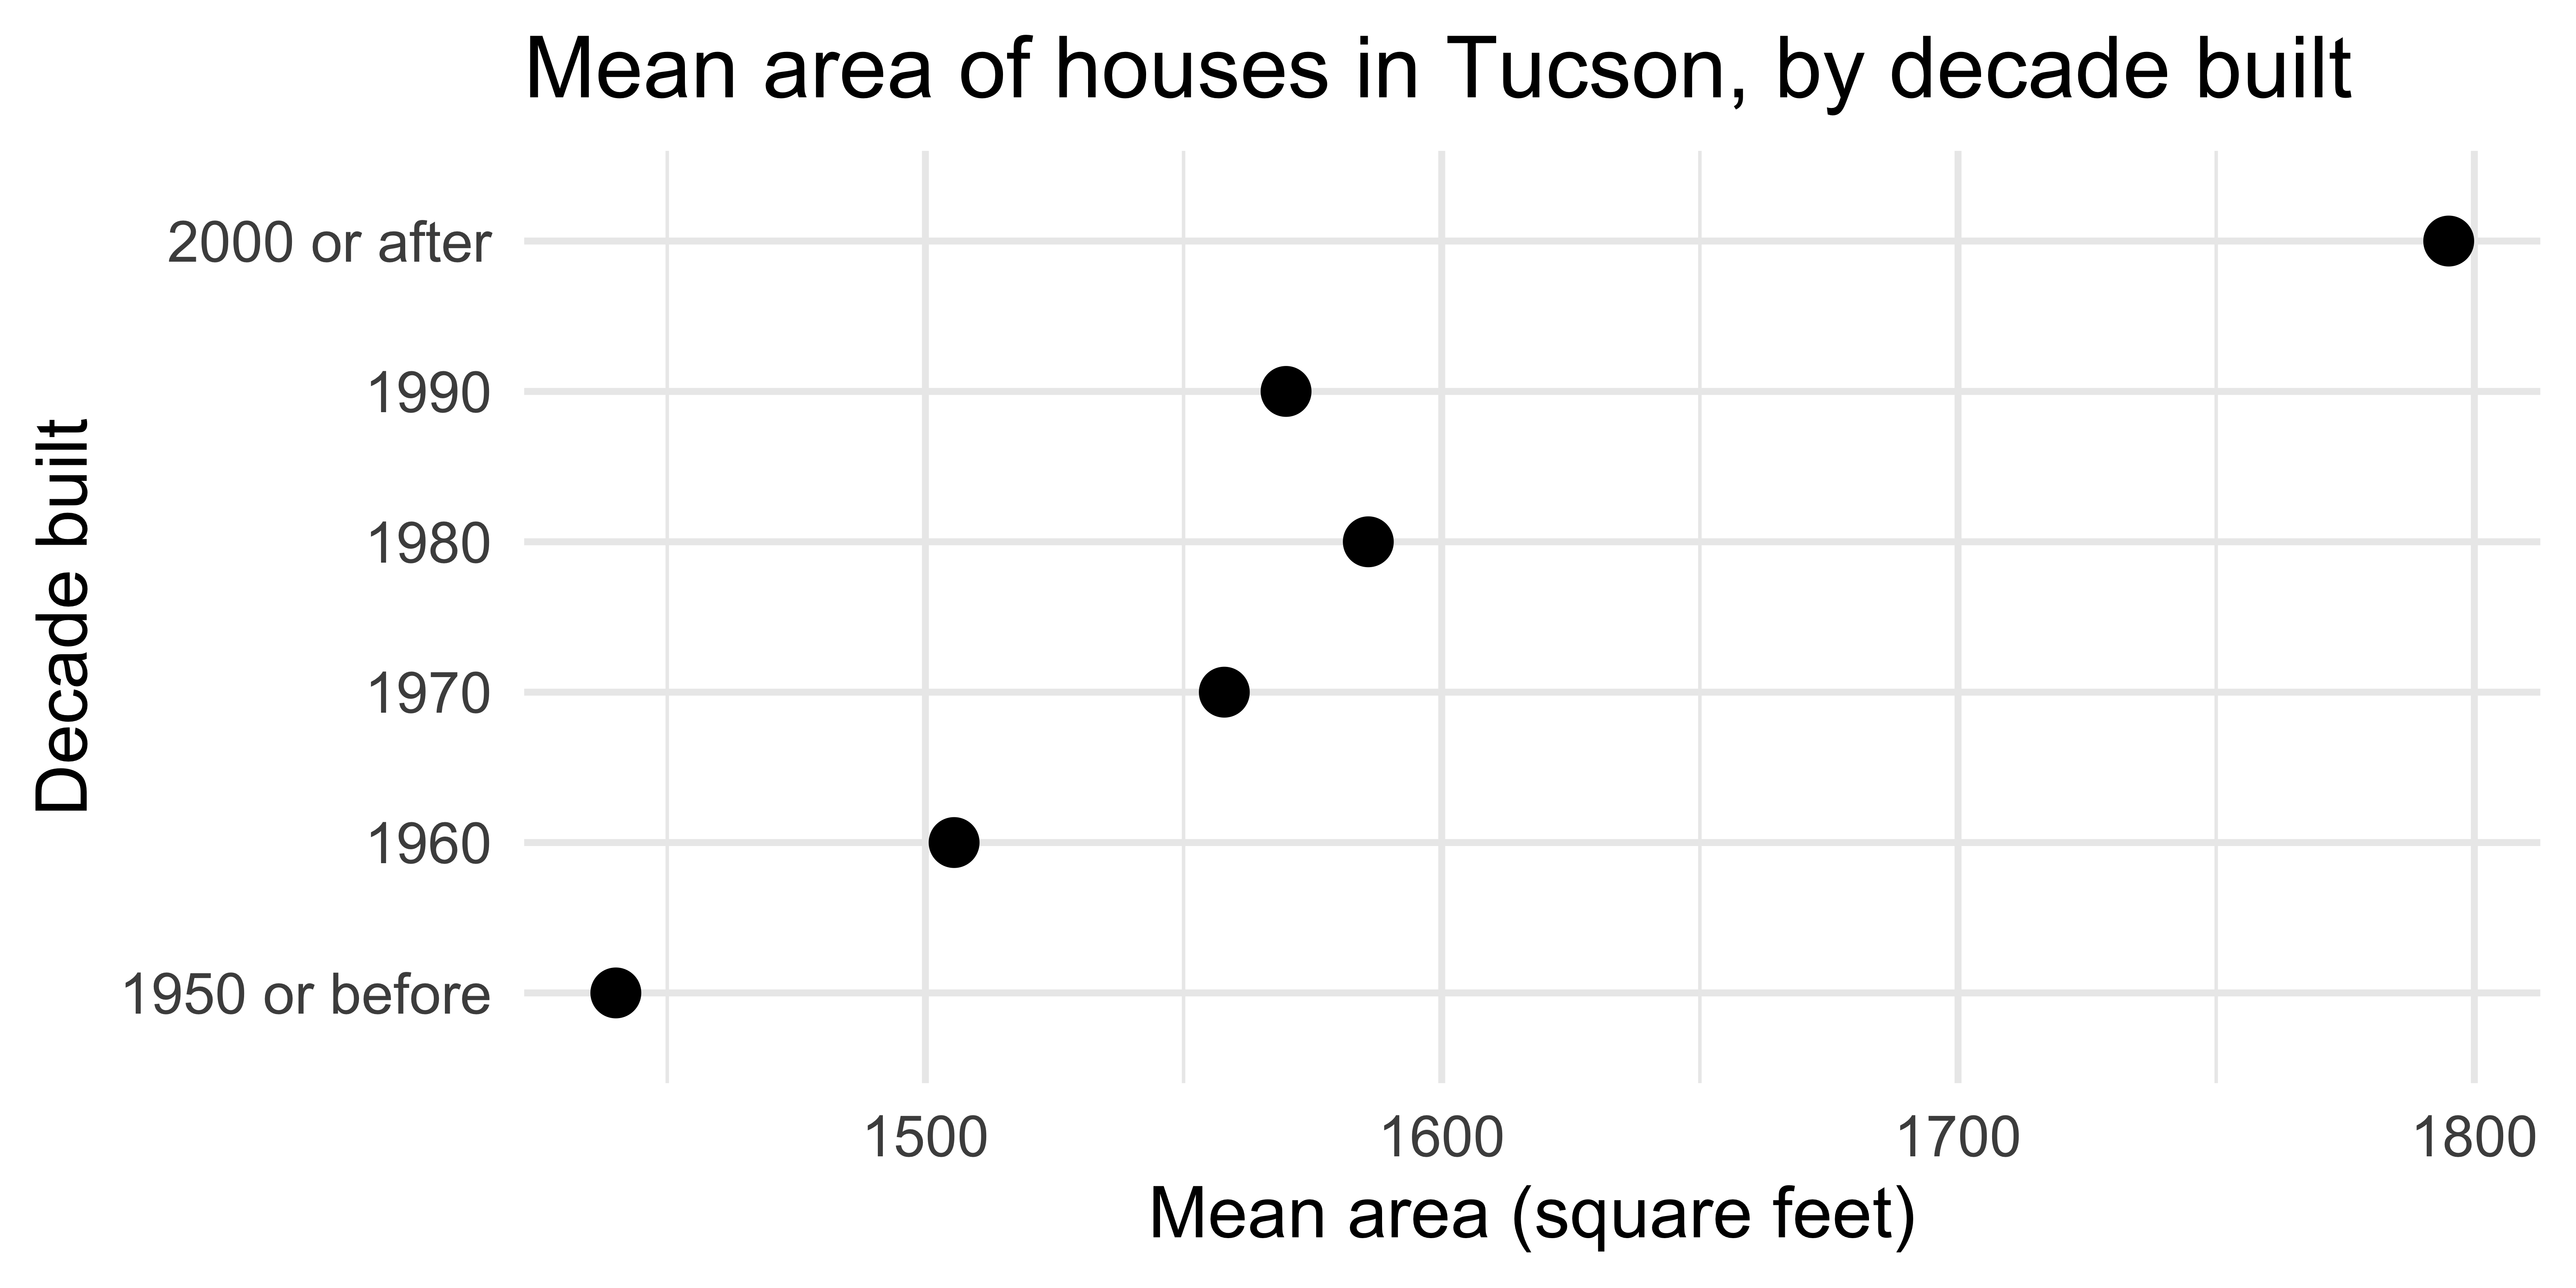 Mean area of houses in Tucson, by decade built
Decade built
2000 or after
1990
1980
1970
1960
1950 or before
1500 1600 1700 1800
Mean area (square feet)